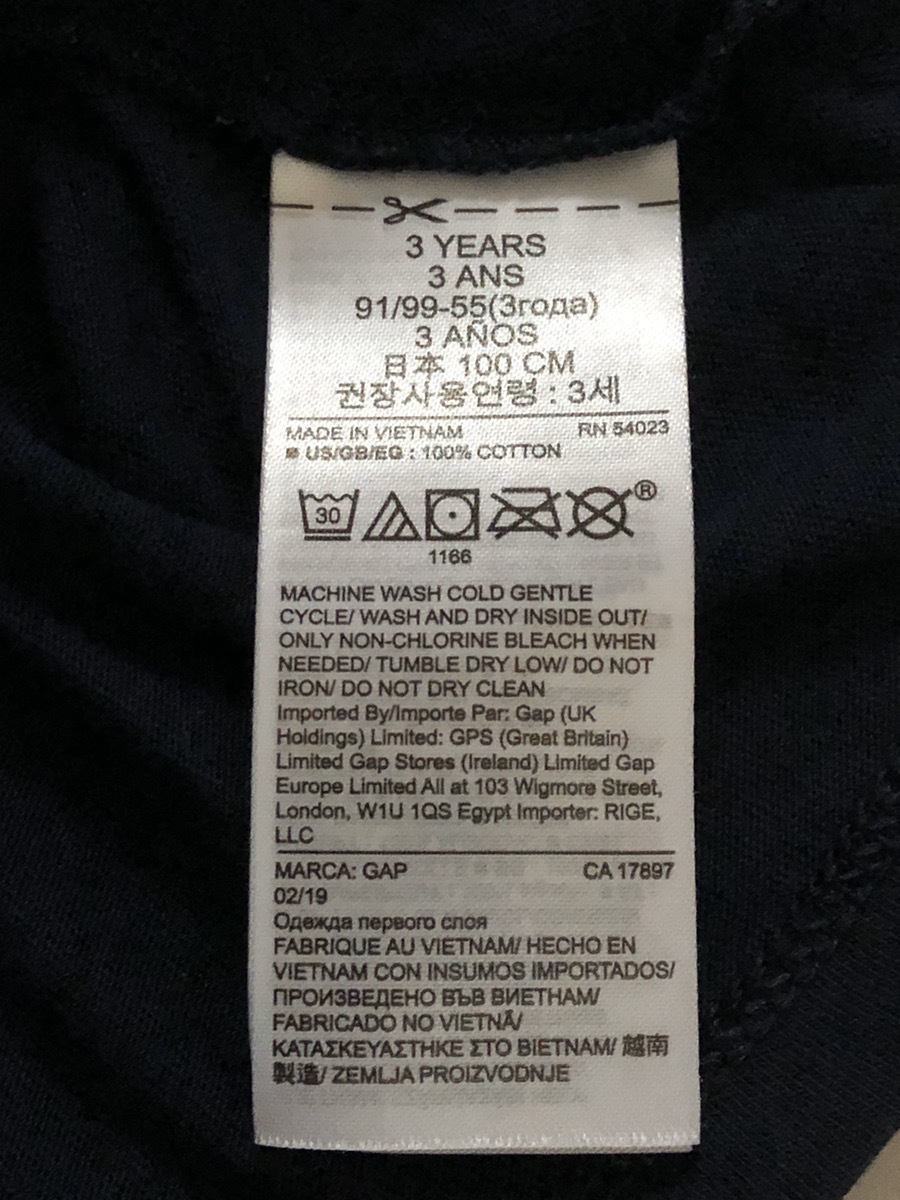 3 YEARS
3 ANS
91/99-55(3года)
3 AÑOS
日本 100 CM
권장사용연령 : 3세
MADE IN VIETNAM RN 54023
US/GB/EG : 100% COTTON
30 ®
1166
MACHINE WASH COLD GENTLE
CYCLE/ WASH AND DRY INSIDE OUT/
ONLY NON-CHLORINE BLEACH WHEN
NEEDED/ TUMBLE DRY LOW/ DO NOT
IRON/ DO NOT DRY CLEAN
Imported By/Importe Par: Gap (UK
Holdings) Limited: GPS (Great Britain)
Limited Gap Stores (Ireland) Limited Gap
Europe Limited All at 103 Wigmore Street,
London, W1U 1QS Egypt Importer: RIGE,
LLC
MARCA: GAP CA 17897
02/19
Одежда первого слоя
FABRIQUE AU VIETNAM/ HECHO EN
VIETNAM CON INSUMOS IMPORTADOS/
ПРОИЗВЕДЕНО ВЪВ ВИЕТНАМ/
FABRICADO NO VIETNÃ/
ΚΑΤΑΣΚΕΥΑΣΤΗΚΕ ΣΤΟ ΒΙΕΤΝΑΜ/ 越南
製造/ ZEMLJA PROIZVODNJE